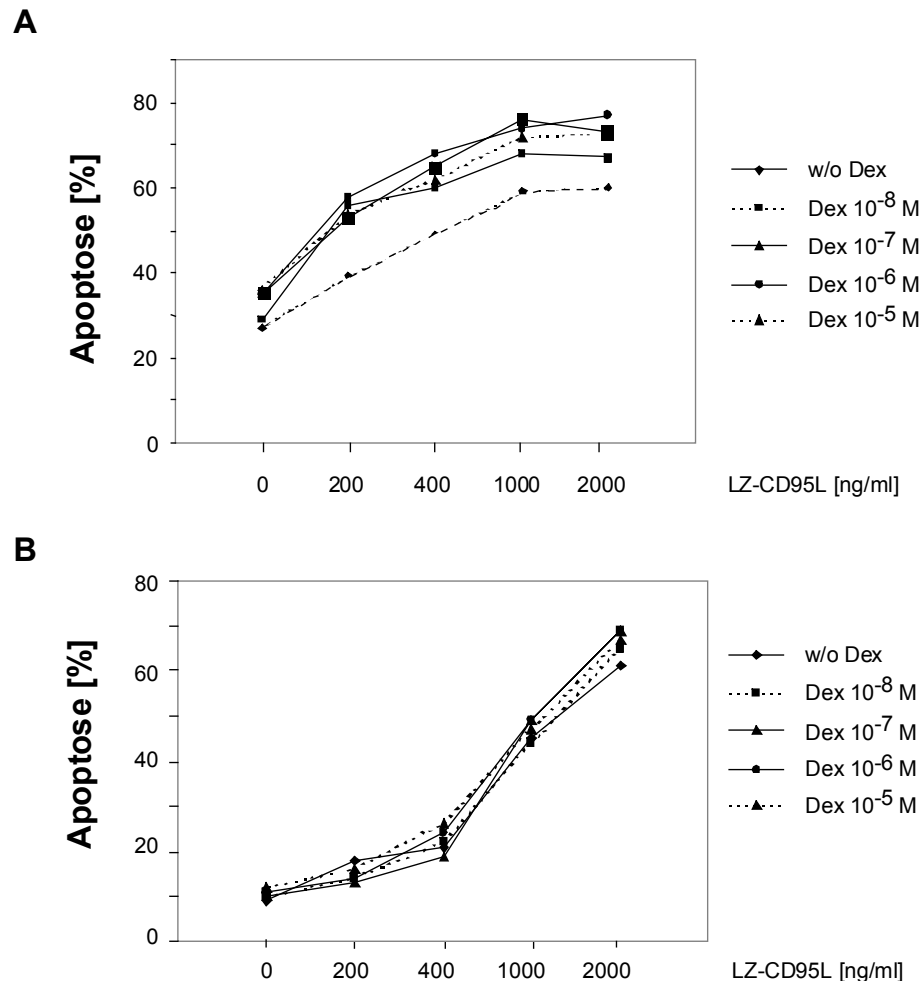 A
Apoptose [%]
80
60
40
20
0
0 200 400 1000 2000 LZ-CD95L [ng/ml]
w/o Dex
Dex 10⁻⁸ M
Dex 10⁻⁷ M
Dex 10⁻⁶ M
Dex 10⁻⁵ M
B
Apoptose [%]
80
60
40
20
0
0 200 400 1000 2000 LZ-CD95L [ng/ml]
w/o Dex
Dex 10⁻⁸ M
Dex 10⁻⁷ M
Dex 10⁻⁶ M
Dex 10⁻⁵ M